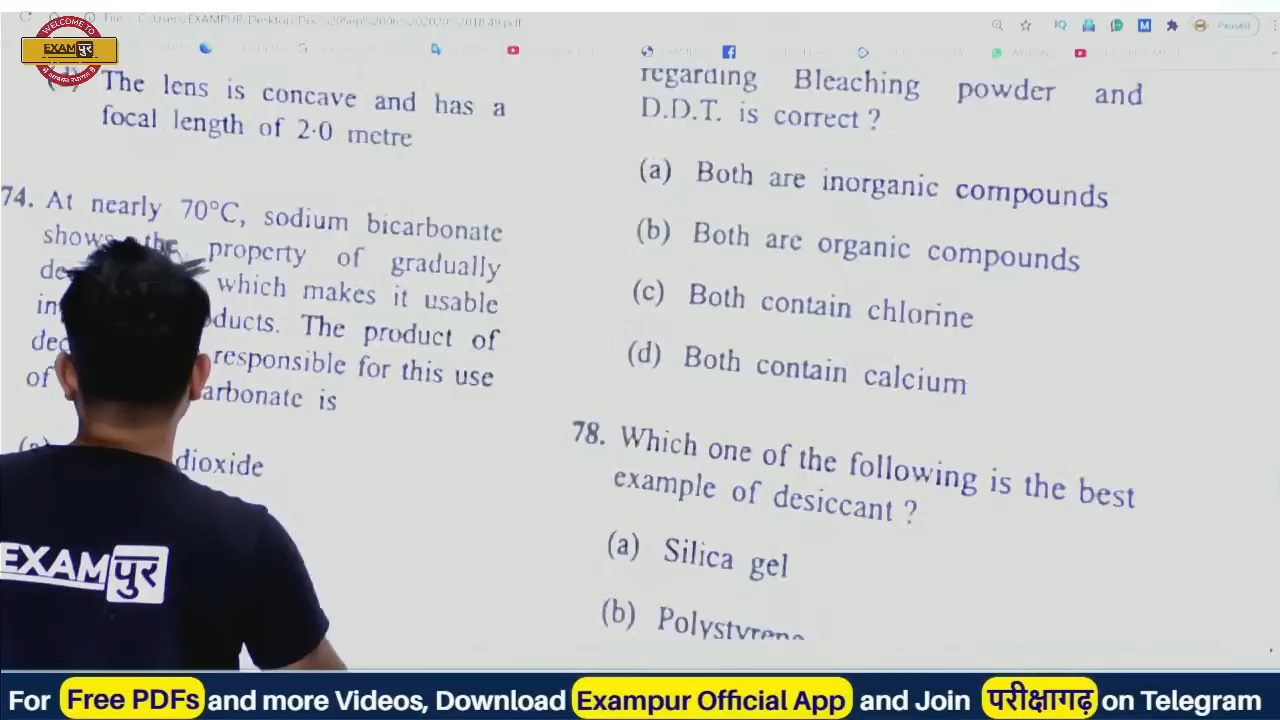 WELCOME TO
EXAMपुर
The lens is concave and has a
focal length of 2·0 metre
74. At nearly 70°C, sodium bicarbonate
shows the property of gradually
which makes it usable
The product of
responsible for this use
of is
dioxide
regarding Bleaching powder and
D.D.T. is correct ?
(a) Both are inorganic compounds
(b) Both are organic compounds
(c) Both contain chlorine
(d) Both contain calcium
78. Which one of the following is the best
example of desiccant ?
(a) Silica gel
(b) Polystyrene
Paused
EXAMपुर
For Free PDFs and more Videos, Download Exampur Official App and Join परीक्षागढ़ on Telegram